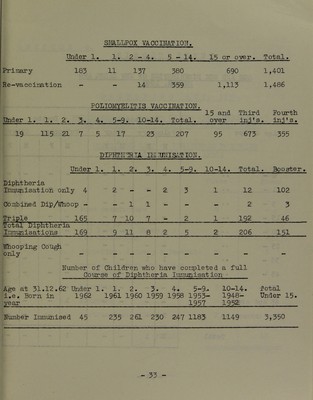 SMALLPOX VACCINATION.
Under 1. 1. 2 - 4. 5 - 14. 15 or over. Total.
Primary 183 11 137 380 690 1,401
Re-vaccination - - 14 359 1,113 1,486
POLIOMYELITIS VACCINATION.
15 and Third Fourth
Under 1. 1. 2. 3. 4. 5-9. 10-14. Total. over inj's. inj's.
19 115 21 7 5 17 23 207 95 673 355
DIPHTHERIA IMMUNISATION.
Under 1. 1. 2. 3. 4. 5-9. 10-14. Total. Booster.
Diphtheria
Immunisation only 4 2 - - 2 3 1 12 102
Combined Dip/Whoop - - 1 1 - - - 2 3
Triple 165 7 10 7 - 2 1 192 46
Total Diphtheria
Immunisations 169 9 11 8 2 5 2 206 151
Whooping Cough
only - - - - - - - - -
Number of Children who have completed a full
Course of Diphtheria Immunisation
Age at 31.12.62 Under 1. 1. 2. 3. 4. 5-9. 10-14. Total
i.e. Born in 1962 1961 1960 1959 1958 1953- 1948- Under 15.
year 1957 1952
Number Immunised 45 235 261 230 247 1183 1149 3,350
- 33 -